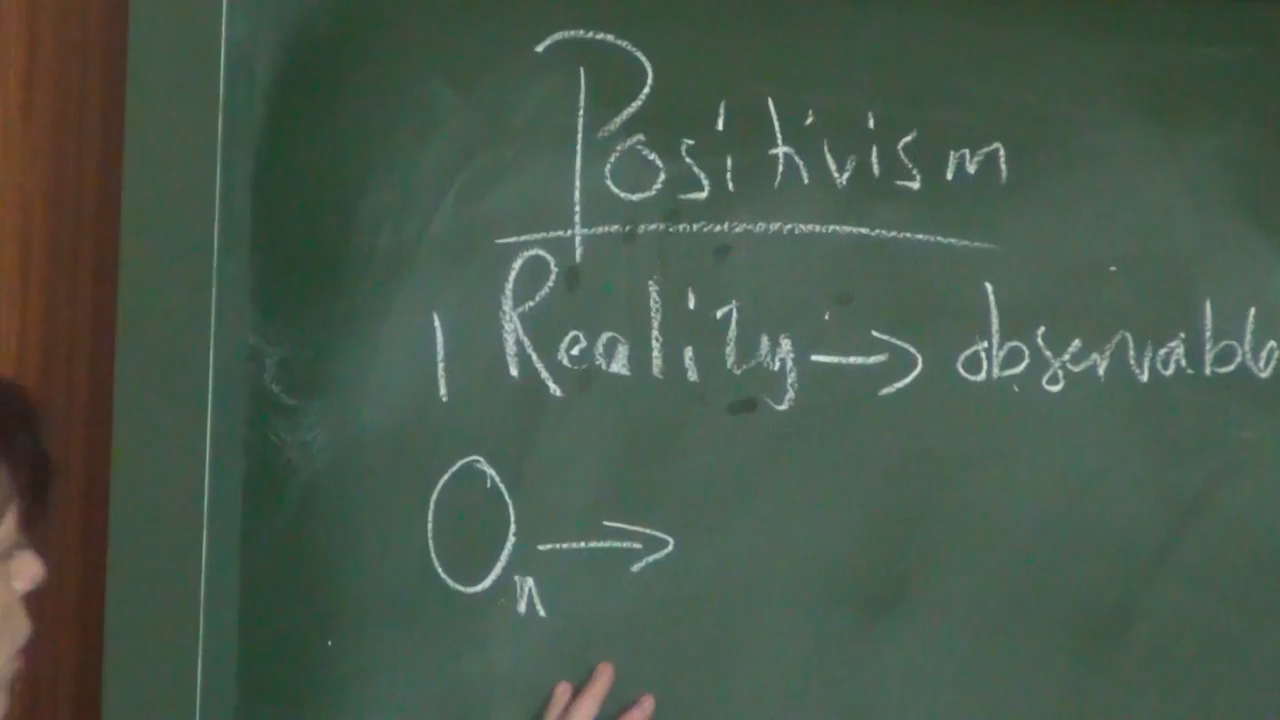 Positivism
1 Reality → observable
On →